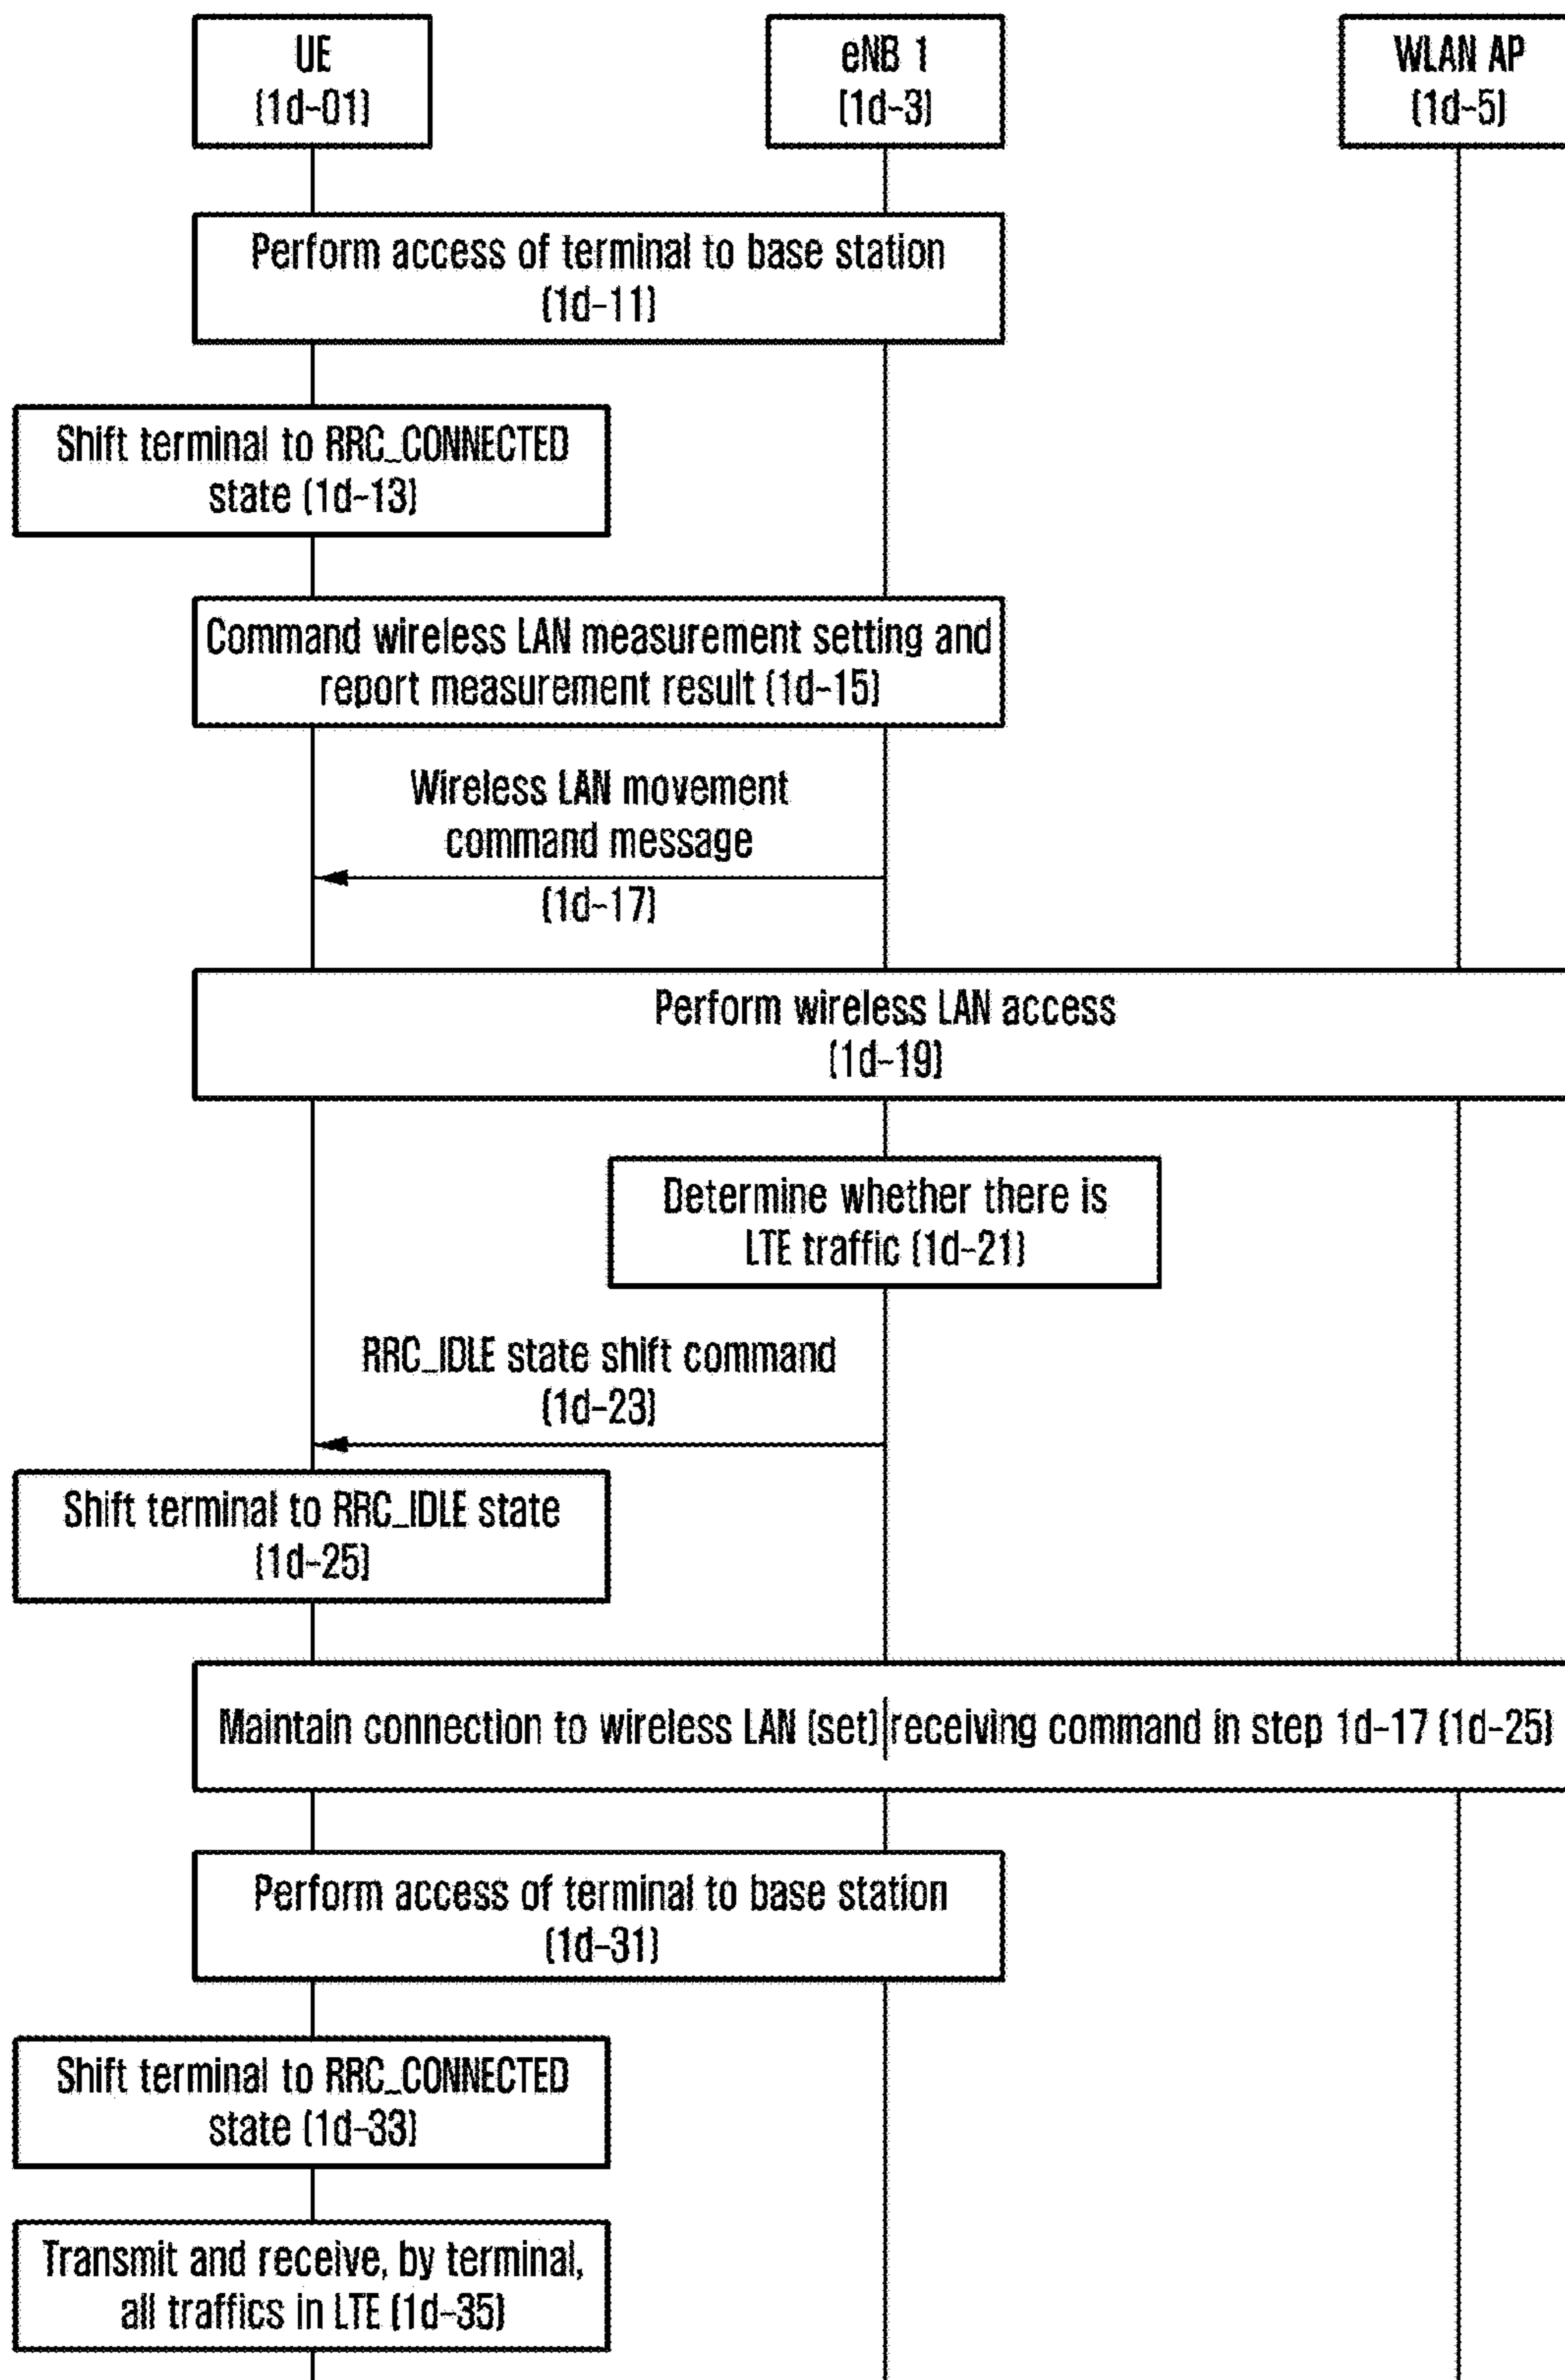 UE
(1d-01)
eNB 1
(1d-3)
WLAN AP
(1d-5)
Perform access of terminal to base station
(1d-11)
Shift terminal to RRC_CONNECTED
state (1d-13)
Command wireless LAN measurement setting and
report measurement result (1d-15)
Wireless LAN movement
command message
(1d-17)
Perform wireless LAN access
(1d-19)
Determine whether there is
LTE traffic (1d-21)
RRC_IDLE state shift command
(1d-23)
Shift terminal to RRC_IDLE state
(1d-25)
Maintain connection to wireless LAN (set) receiving command in step 1d-17 (1d-25)
Perform access of terminal to base station
(1d-31)
Shift terminal to RRC_CONNECTED
state (1d-33)
Transmit and receive, by terminal,
all traffics in LTE (1d-35)